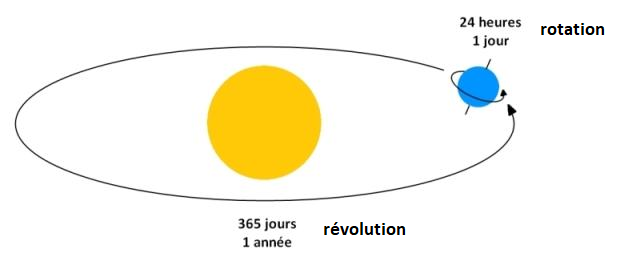 24 heures
1 jour
rotation
365 jours
1 année
révolution